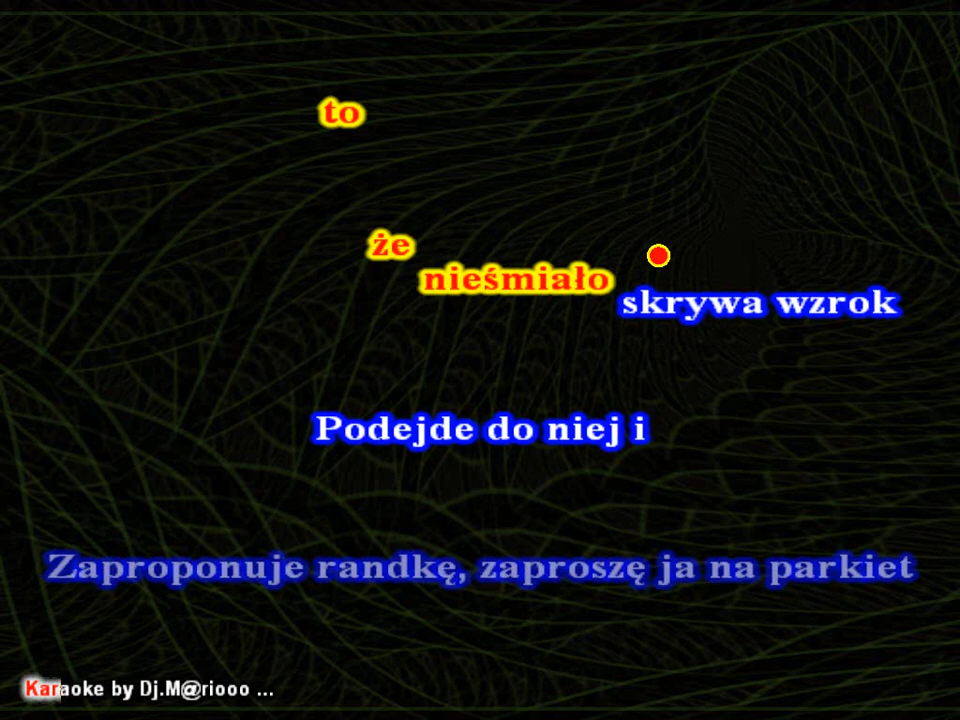 to
że nieśmiało skrywa wzrok
Podejde do niej i
Zaproponuje randkę, zaproszę ja na parkiet
Karaoke by Dj.M@riooo ...